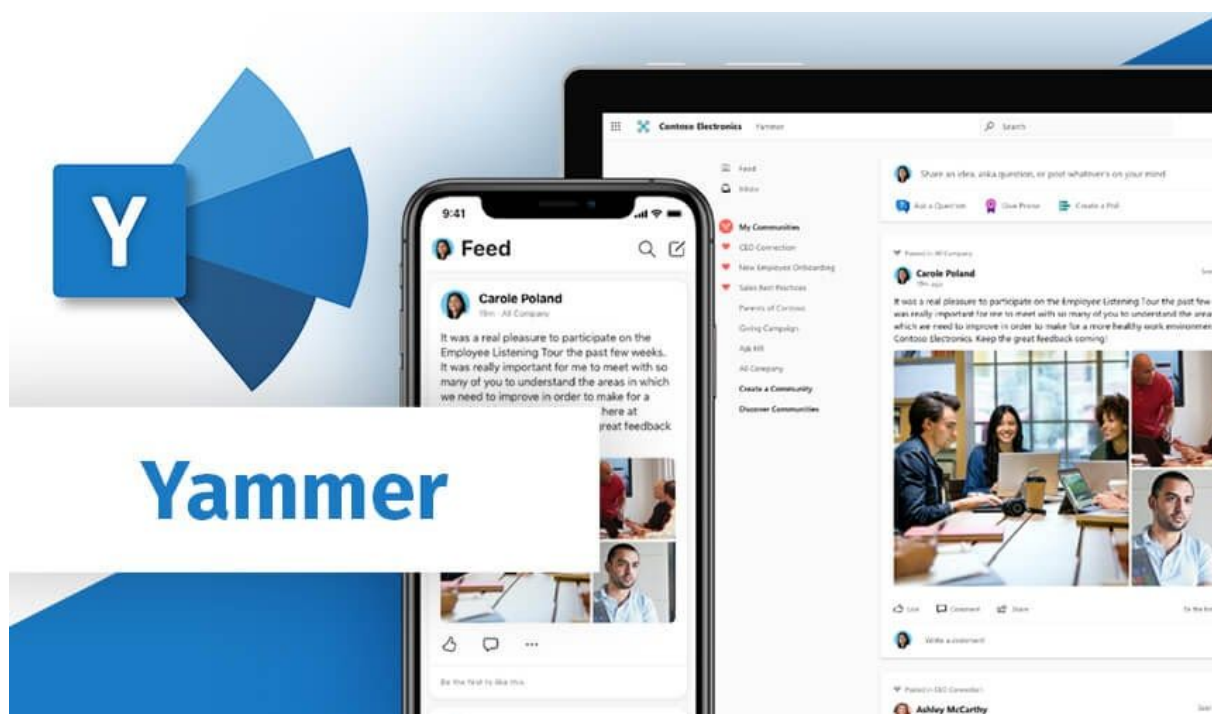 Y
Yammer
9:41
Feed
Carole Poland
19m · All Company
It was a real pleasure to participate on the
Employee Listening Tour the past few weeks.
It was really important for me to meet with so
many of you to understand the areas in which
we need to improve in order to make for a
here at
great feedback
Be the first to like this
Contoso Electronics Yammer
Search
Feed
Inbox
My Communities
CEO Connection
New Employee Onboarding
Sales Best Practices
Parents of Contoso
Giving Campaign
Ask HR
All Company
Create a Community
Discover Communities
Share an idea, ask a question, or post whatever's on your mind
Ask a Question Give Praise Create a Poll
Posted in All Company
Carole Poland
19m ago
It was a real pleasure to participate on the Employee Listening Tour the past few
was really important for me to meet with so many of you to understand the areas
which we need to improve in order to make for a more healthy work environmen
Contoso Electronics. Keep the great feedback coming!
Like Comment Share
Be the first
Write a comment
Posted in CEO Connection
Ashley McCarthy